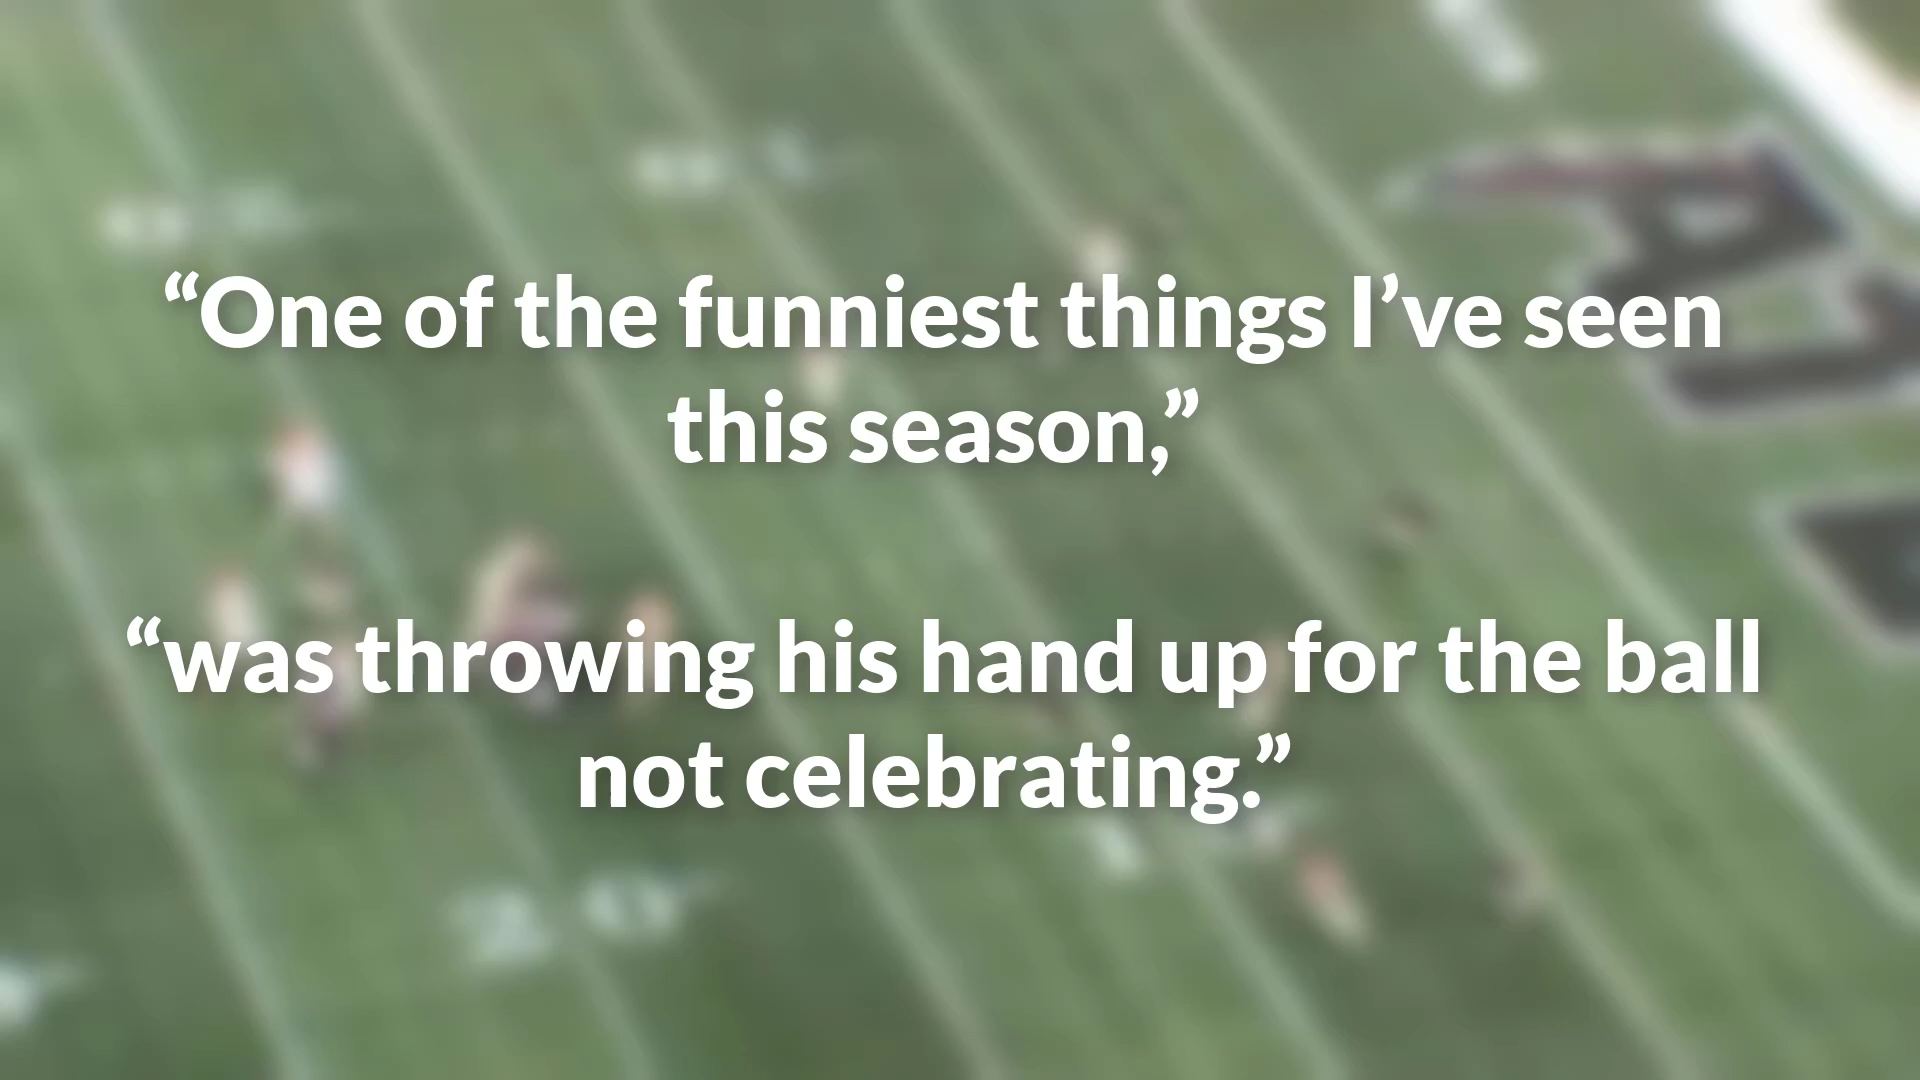 “One of the funniest things I’ve seen
this season,”
“was throwing his hand up for the ball
not celebrating.”